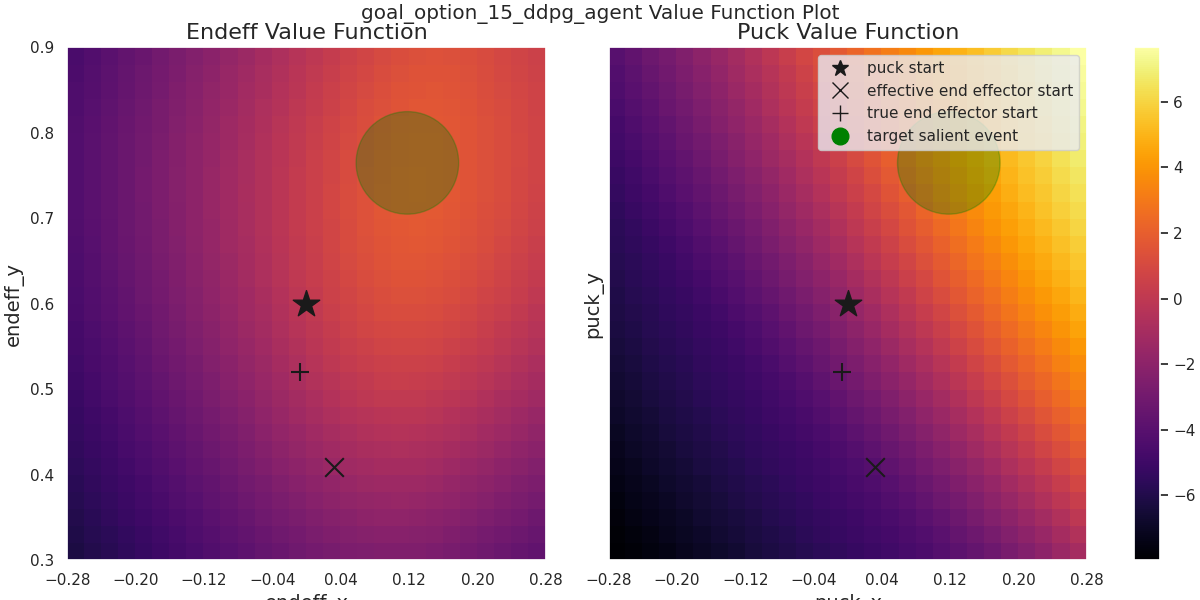 goal_option_15_ddpg_agent Value Function Plot
Endeff Value Function
Puck Value Function
puck start
effective end effector start
true end effector start
target salient event
endeff_y
0.9
0.8
0.7
0.6
0.5
0.4
0.3
−0.28 −0.20 −0.12 −0.04 0.04 0.12 0.20 0.28
endeff_x
puck_y
−0.28 −0.20 −0.12 −0.04 0.04 0.12 0.20 0.28
puck_x
6
4
2
0
−2
−4
−6